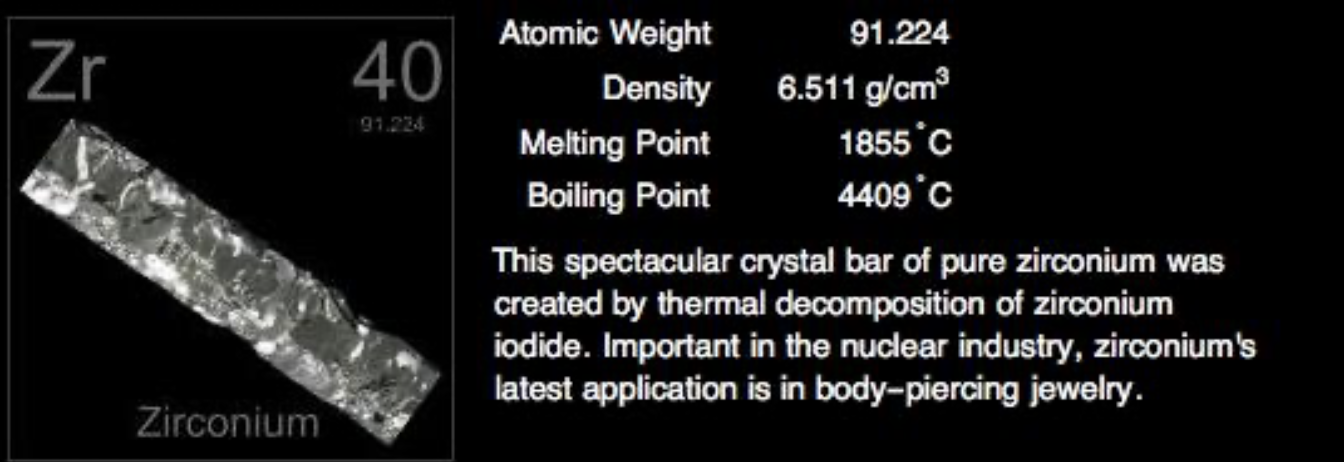 Zr 40
91.224
Zirconium
Atomic Weight 91.224
Density 6.511 g/cm³
Melting Point 1855 °C
Boiling Point 4409 °C
This spectacular crystal bar of pure zirconium was
created by thermal decomposition of zirconium
iodide. Important in the nuclear industry, zirconium's
latest application is in body–piercing jewelry.